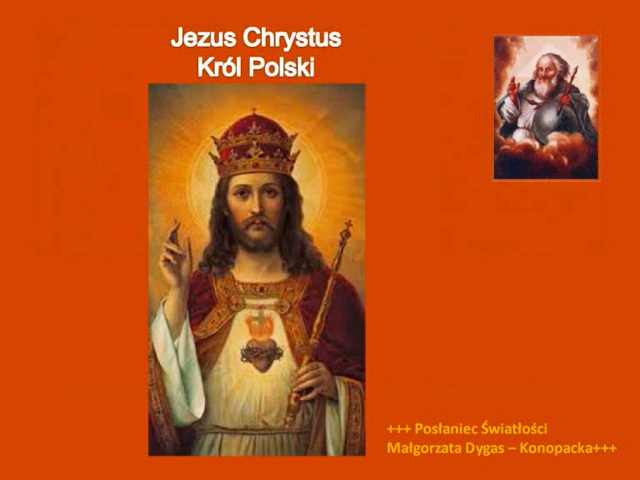 Jezus Chrystus
Król Polski
+++ Posłaniec Światłości
Małgorzata Dygas – Konopacka+++